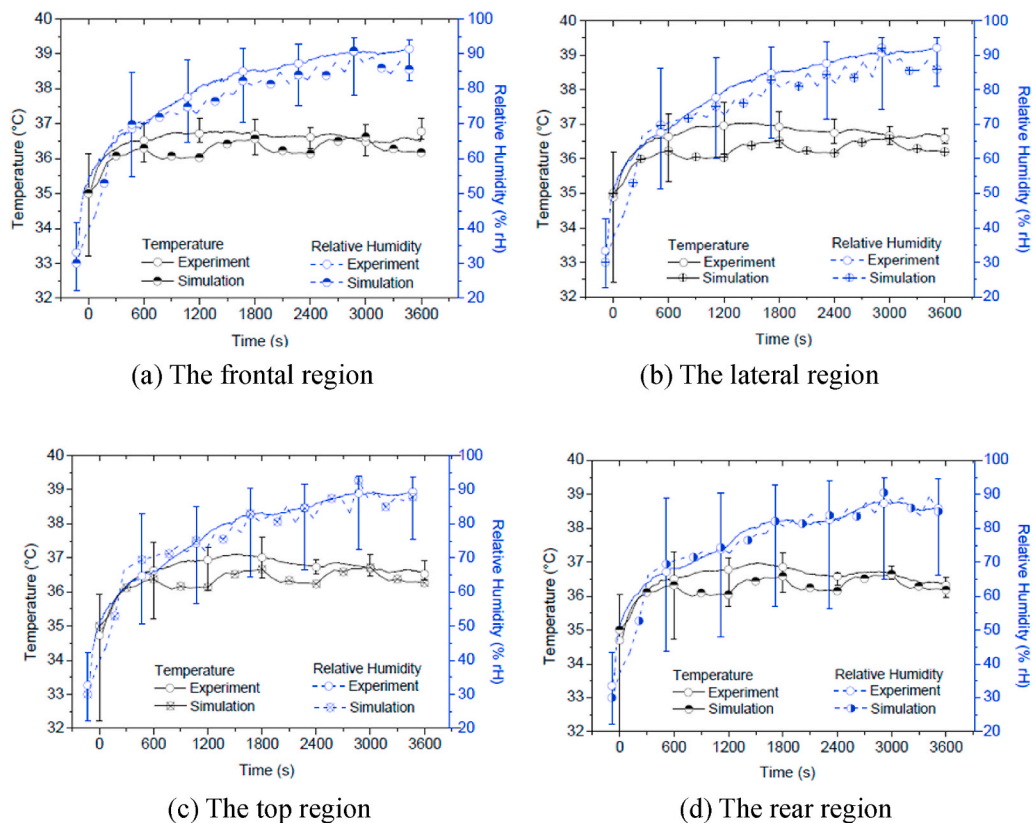 40
39
38
37
36
35
34
33
32
Temperature (°C)
100
90
80
70
60
50
40
30
20
Relative Humidity (% rH)
Temperature Relative Humidity
Experiment Experiment
Simulation Simulation
0 600 1200 1800 2400 3000 3600
Time (s)
(a) The frontal region
40
39
38
37
36
35
34
33
32
Temperature (°C)
100
90
80
70
60
50
40
30
20
Relative Humidity (% rH)
Temperature Relative Humidity
Experiment Experiment
Simulation Simulation
0 600 1200 1800 2400 3000 3600
Time (s)
(b) The lateral region
40
39
38
37
36
35
34
33
32
Temperature (°C)
100
90
80
70
60
50
40
30
20
Relative Humidity (% rH)
Temperature Relative Humidity
Experiment Experiment
Simulation Simulation
0 600 1200 1800 2400 3000 3600
Time (s)
(c) The top region
40
39
38
37
36
35
34
33
32
Temperature (°C)
100
90
80
70
60
50
40
30
20
Relative Humidity (% rH)
Temperature Relative Humidity
Experiment Experiment
Simulation Simulation
0 600 1200 1800 2400 3000 3600
Time (s)
(d) The rear region